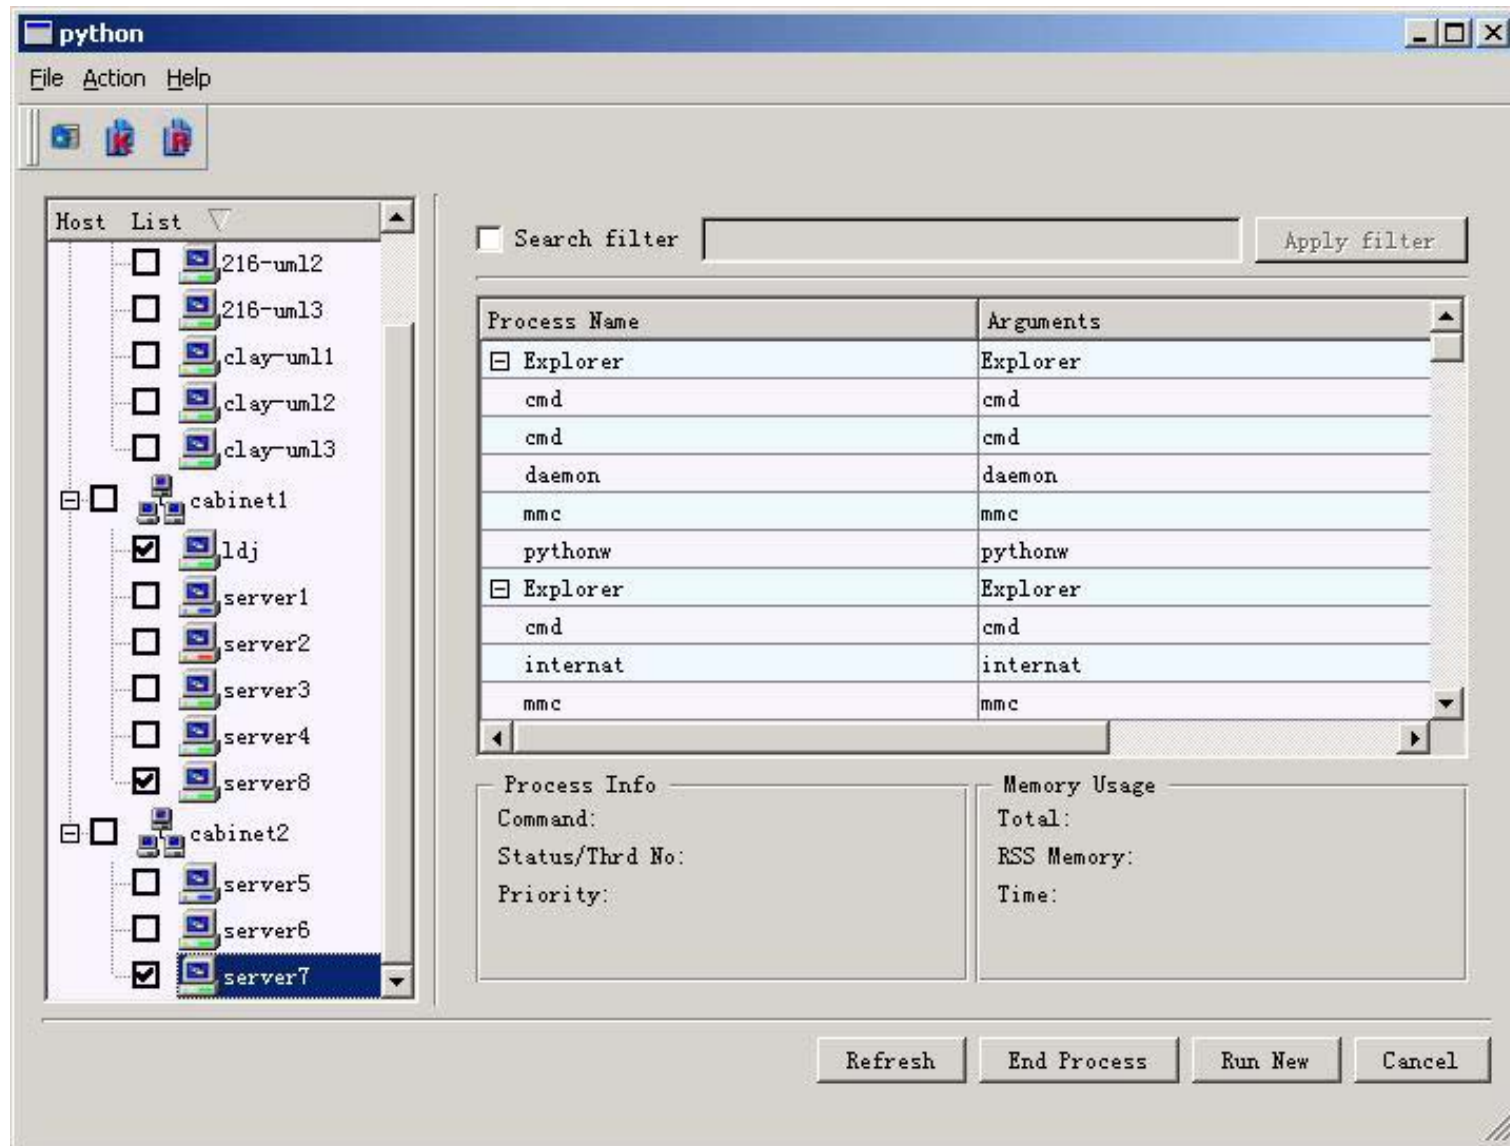 python
File Action Help
Host List
216-uml2
216-uml3
clay-uml1
clay-uml2
clay-uml3
cabinet1
ldj
server1
server2
server3
server4
server8
cabinet2
server5
server6
server7
Search filter
Apply filter
Process Name Arguments
Explorer Explorer
cmd cmd
cmd cmd
daemon daemon
mmc mmc
pythonw pythonw
Explorer Explorer
cmd cmd
internat internat
mmc mmc
Process Info
Command:
Status/Thrd No:
Priority:
Memory Usage
Total:
RSS Memory:
Time:
Refresh End Process Run New Cancel